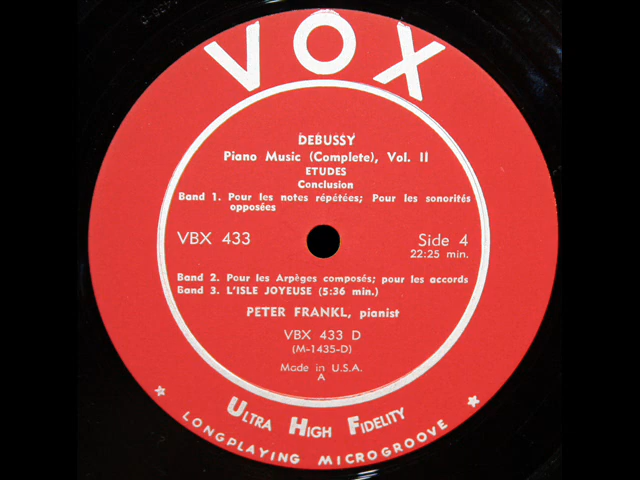 VOX
DEBUSSY
Piano Music (Complete), Vol. II
ETUDES
Conclusion
Band 1. Pour les notes répétées; Pour les sonorités
opposées
VBX 433
Side 4
22:25 min.
Band 2. Pour les Arpèges composés; pour les accords
Band 3. L'ISLE JOYEUSE (5:36 min.)
PETER FRANKL, pianist
VBX 433 D
(M-1435-D)
Made in U.S.A.
A
ULTRA HIGH FIDELITY
LONGPLAYING MICROGROOVE